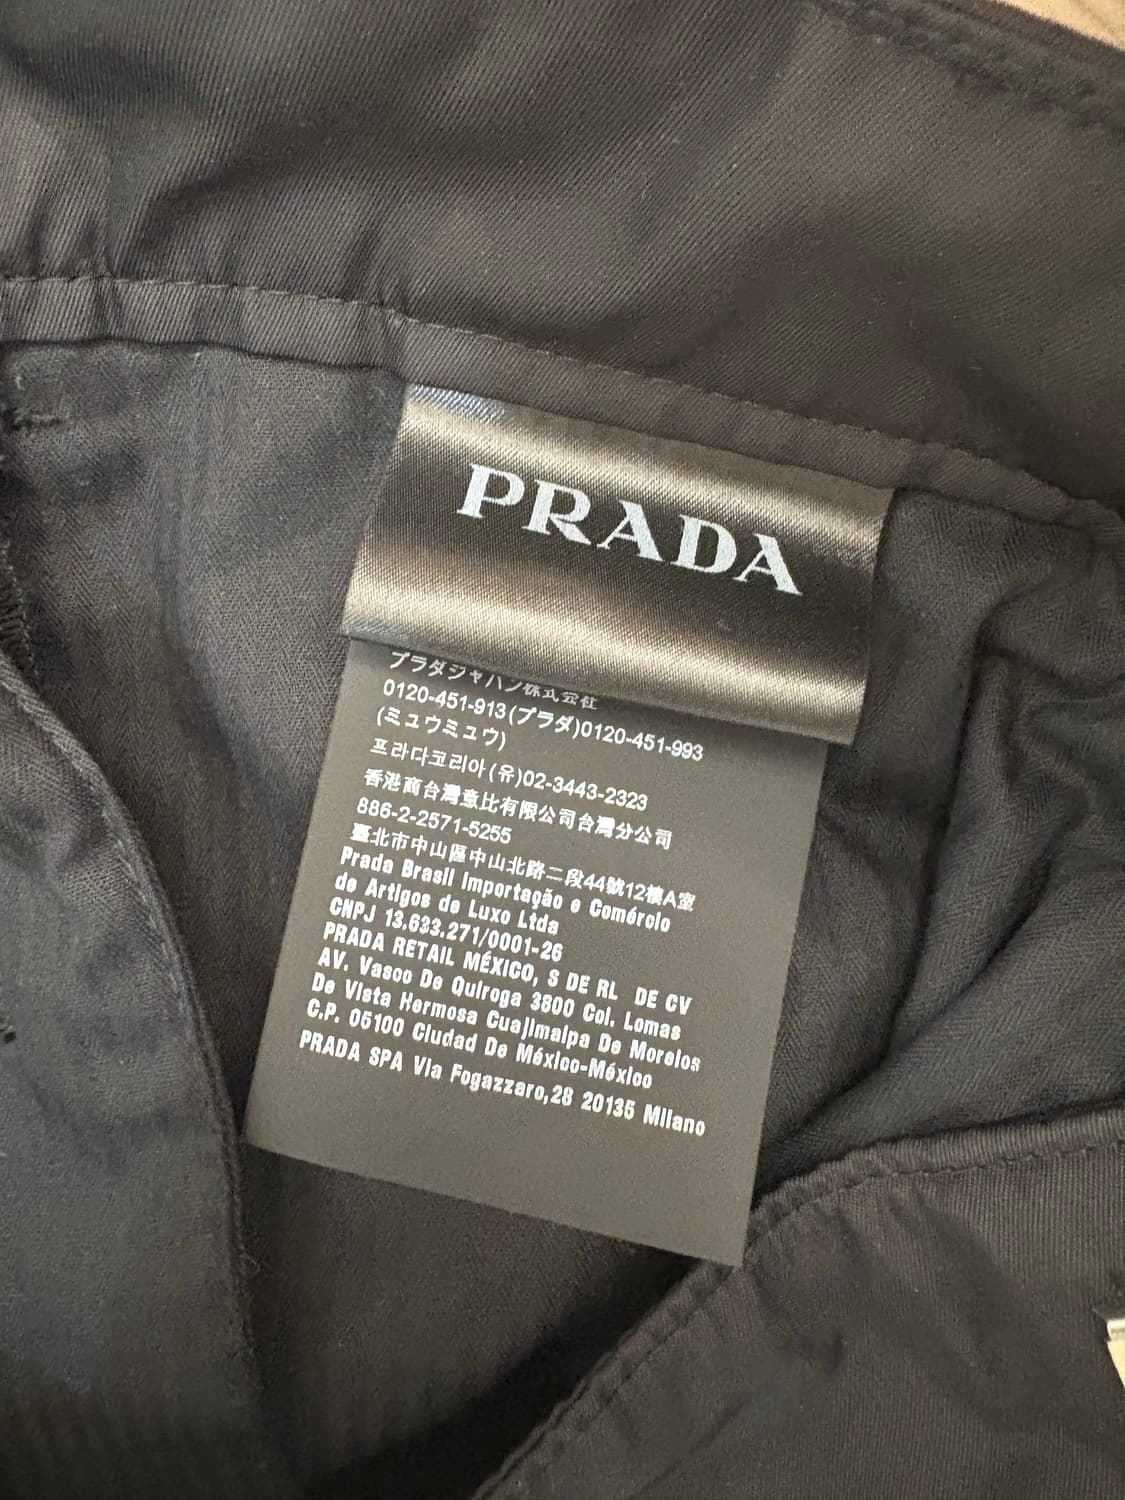 PRADA
プラダジャパン株式会社
0120-451-913(プラダ)0120-451-993
(ミュウミュウ)
프라다코리아(유)02-3443-2323
香港商台灣意比有限公司台灣分公司
886-2-2571-5255
臺北市中山區中山北路二段44號12樓A室
Prada Brasil Importação e Comércio
de Artigos de Luxo Ltda
CNPJ 13.633.271/0001-26
PRADA RETAIL MÉXICO, S DE RL DE CV
AV. Vasco De Quiroga 3800 Col. Lomas
De Vista Hermosa Cuajimalpa De Morelos
C.P. 05100 Ciudad De México-México
PRADA SPA Via Fogazzaro,28 20135 Milano